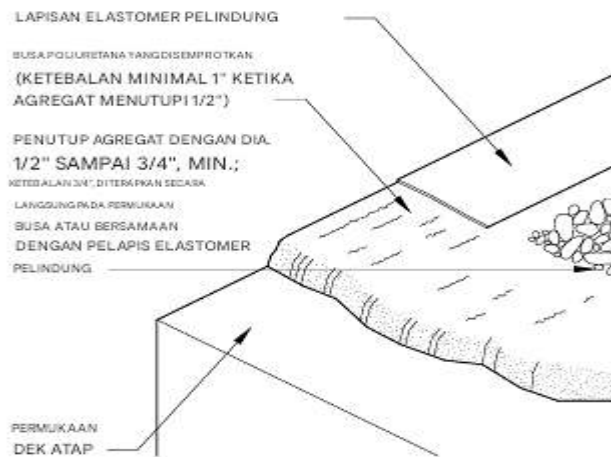 LAPISAN ELASTOMER PELINDUNG
BUSA POLIURETANA YANG DISEMPROTKAN
(KETEBALAN MINIMAL 1" KETIKA
AGREGAT MENUTUPI 1/2")
PENUTUP AGREGAT DENGAN DIA.
1/2" SAMPAI 3/4", MIN.;
KETEBALAN 3/4", DITERAPKAN SECARA
LANGSUNG PADA PERMUKAAN
BUSA ATAU BERSAMAAN
DENGAN PELAPIS ELASTOMER
PELINDUNG
PERMUKAAN
DEK ATAP